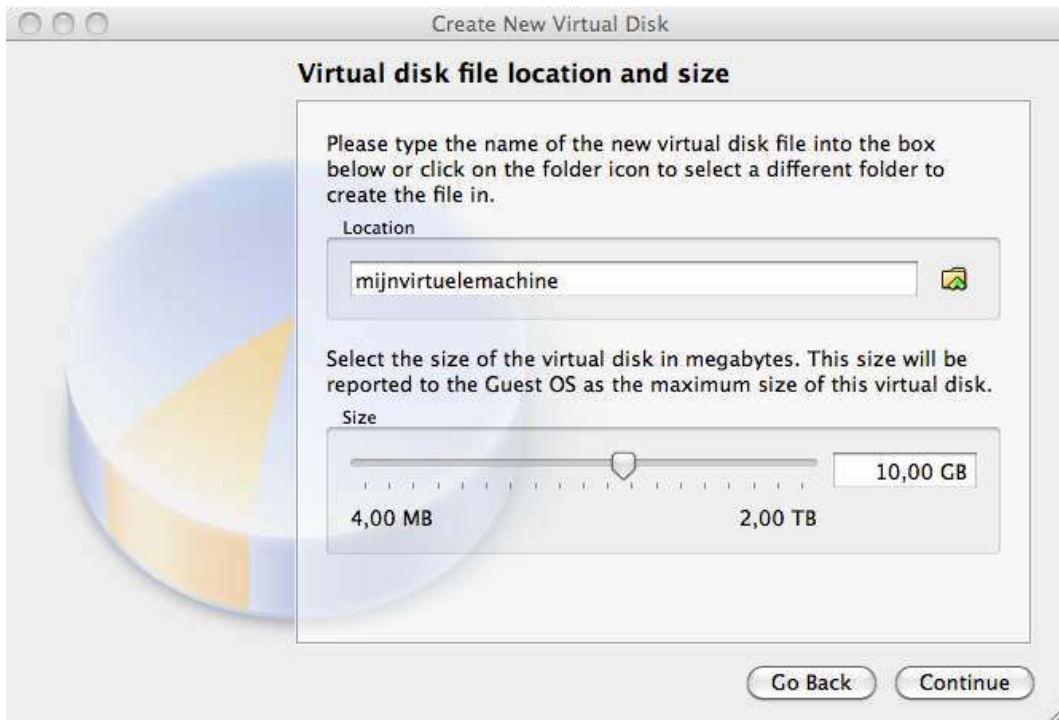 Create New Virtual Disk
Virtual disk file location and size
Please type the name of the new virtual disk file into the box
below or click on the folder icon to select a different folder to
create the file in.
Location
mijnvirtuelemachine
Select the size of the virtual disk in megabytes. This size will be
reported to the Guest OS as the maximum size of this virtual disk.
Size
10,00 GB
4,00 MB 2,00 TB
Go Back Continue